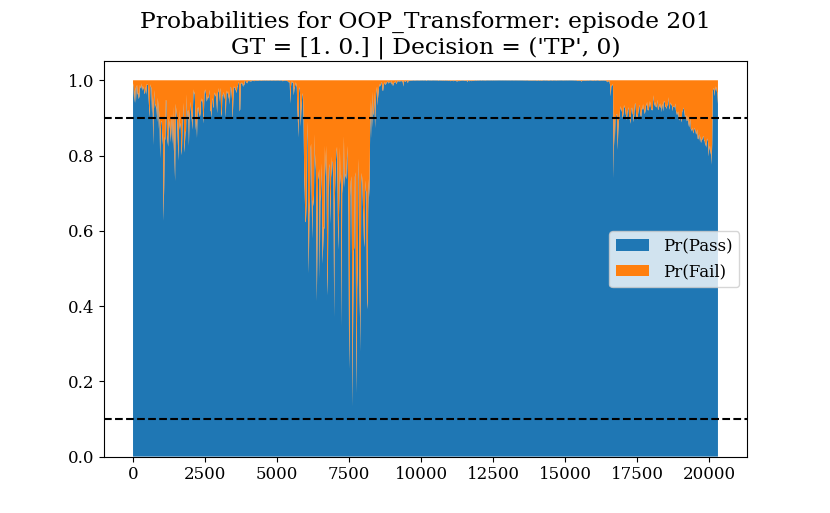 Probabilities for OOP_Transformer: episode 201
GT = [1. 0.] | Decision = ('TP', 0)
1.0
0.8
0.6
0.4
0.2
0.0
Pr(Pass)
Pr(Fail)
0 2500 5000 7500 10000 12500 15000 17500 20000